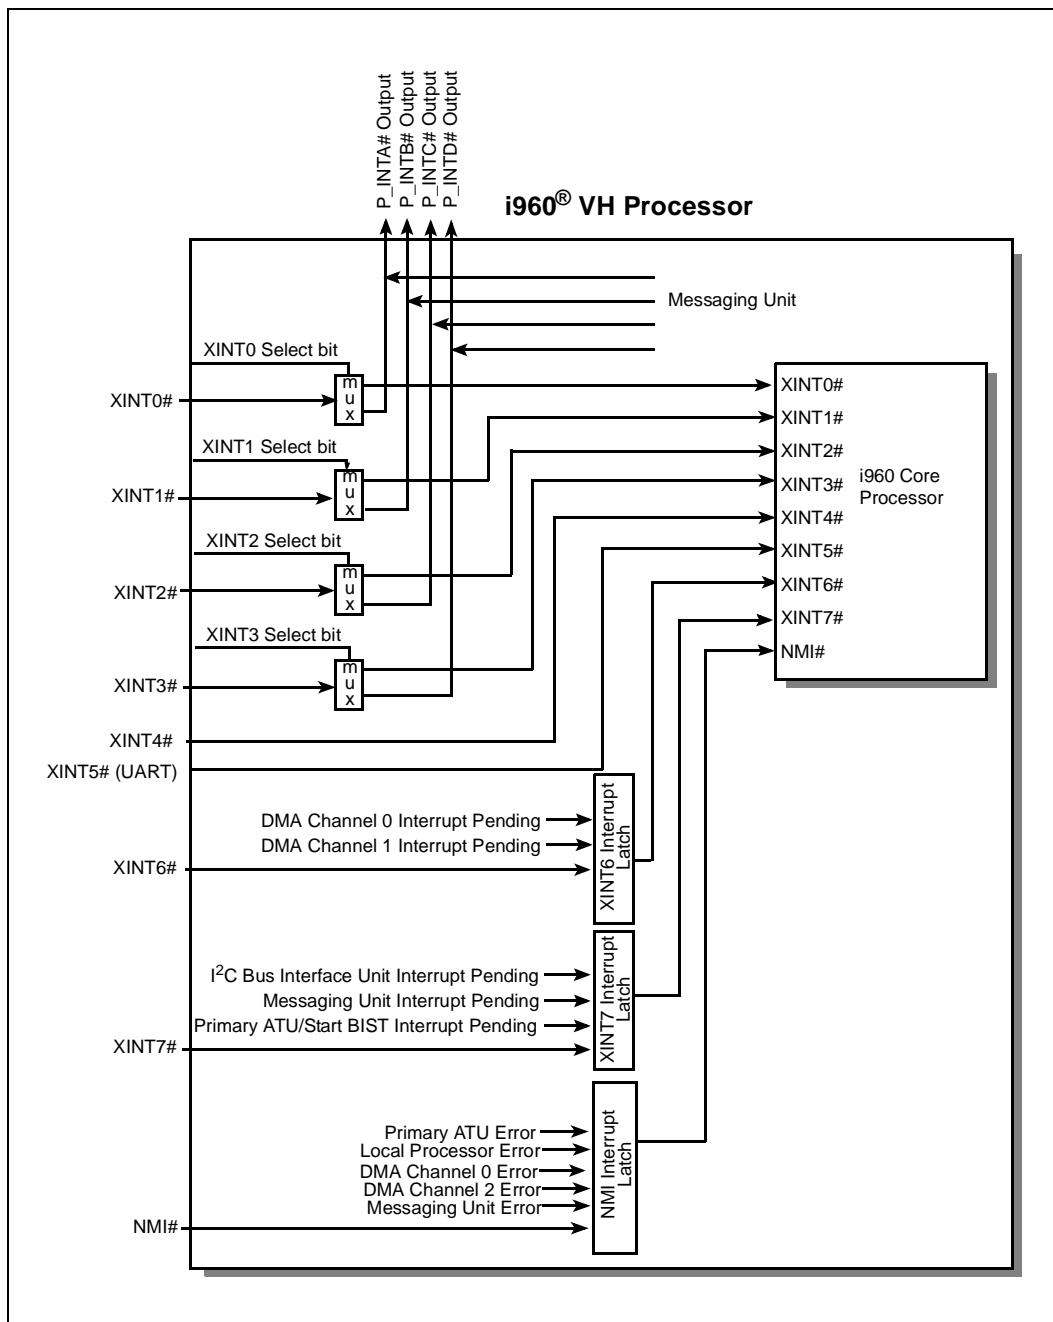 P_INTA# Output
P_INTB# Output
P_INTC# Output
P_INTD# Output
i960® VH Processor
Messaging Unit
XINT0 Select bit
XINT0#
mux
XINT1 Select bit
XINT1#
mux
XINT2 Select bit
XINT2#
mux
XINT3 Select bit
XINT3#
mux
XINT4#
XINT5# (UART)
XINT0#
XINT1#
XINT2#
XINT3#
XINT4#
XINT5#
XINT6#
XINT7#
NMI#
i960 Core
Processor
DMA Channel 0 Interrupt Pending
DMA Channel 1 Interrupt Pending
XINT6#
XINT6 Interrupt
Latch
I²C Bus Interface Unit Interrupt Pending
Messaging Unit Interrupt Pending
Primary ATU/Start BIST Interrupt Pending
XINT7#
XINT7 Interrupt
Latch
Primary ATU Error
Local Processor Error
DMA Channel 0 Error
DMA Channel 2 Error
Messaging Unit Error
NMI#
NMI Interrupt
Latch